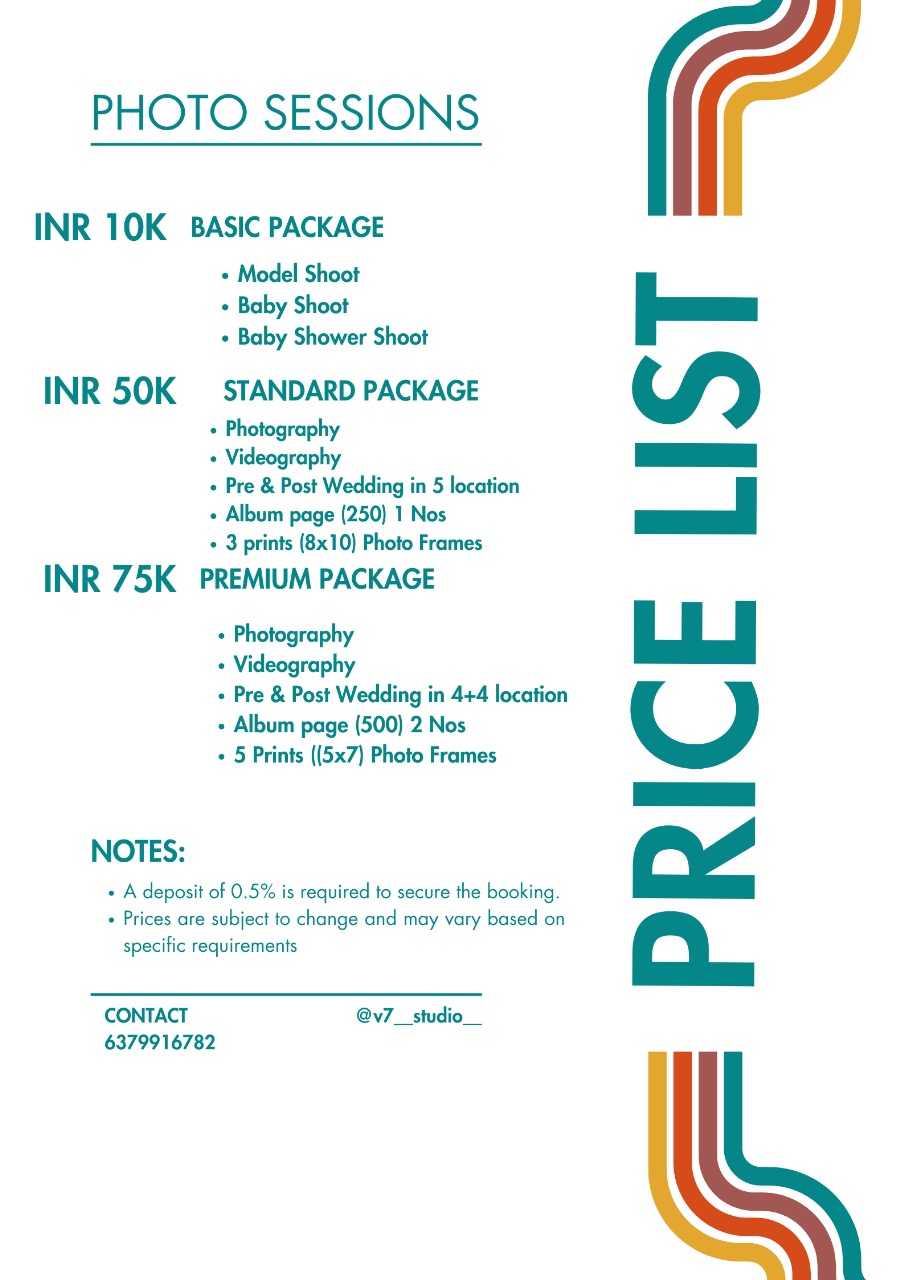 PHOTO SESSIONS
INR 10K BASIC PACKAGE
• Model Shoot
• Baby Shoot
• Baby Shower Shoot
INR 50K STANDARD PACKAGE
• Photography
• Videography
• Pre & Post Wedding in 5 location
• Album page (250) 1 Nos
• 3 prints (8x10) Photo Frames
INR 75K PREMIUM PACKAGE
• Photography
• Videography
• Pre & Post Wedding in 4+4 location
• Album page (500) 2 Nos
• 5 Prints ((5x7) Photo Frames
NOTES:
• A deposit of 0.5% is required to secure the booking.
• Prices are subject to change and may vary based on
specific requirements
CONTACT @v7__studio__
6379916782
PRICE LIST